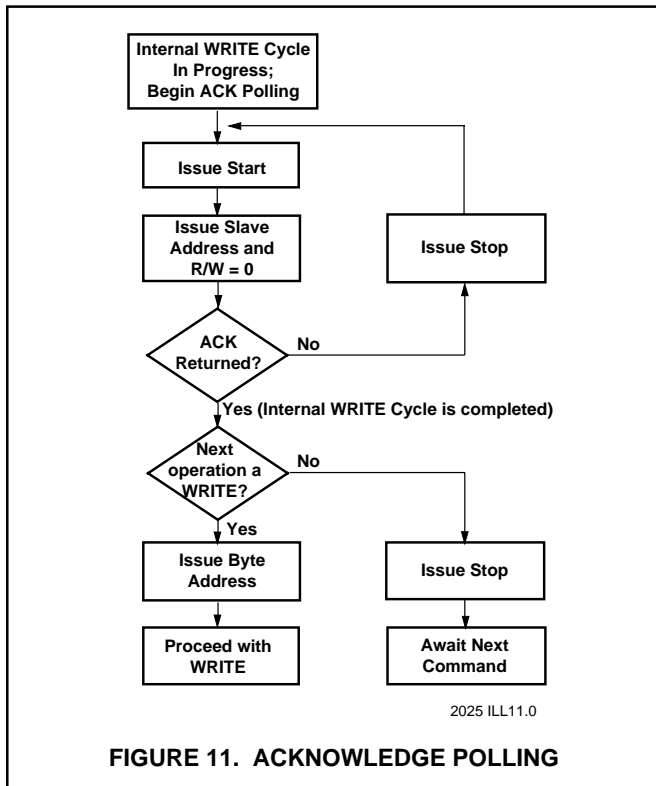 Internal WRITE Cycle
In Progress;
Begin ACK Polling
Issue Start
Issue Slave
Address and
R/W = 0
Issue Stop
ACK
Returned?
No
Yes (Internal WRITE Cycle is completed)
Next
operation a
WRITE?
No
Yes
Issue Byte
Address
Issue Stop
Proceed with
WRITE
Await Next
Command
2025 ILL11.0
FIGURE 11. ACKNOWLEDGE POLLING